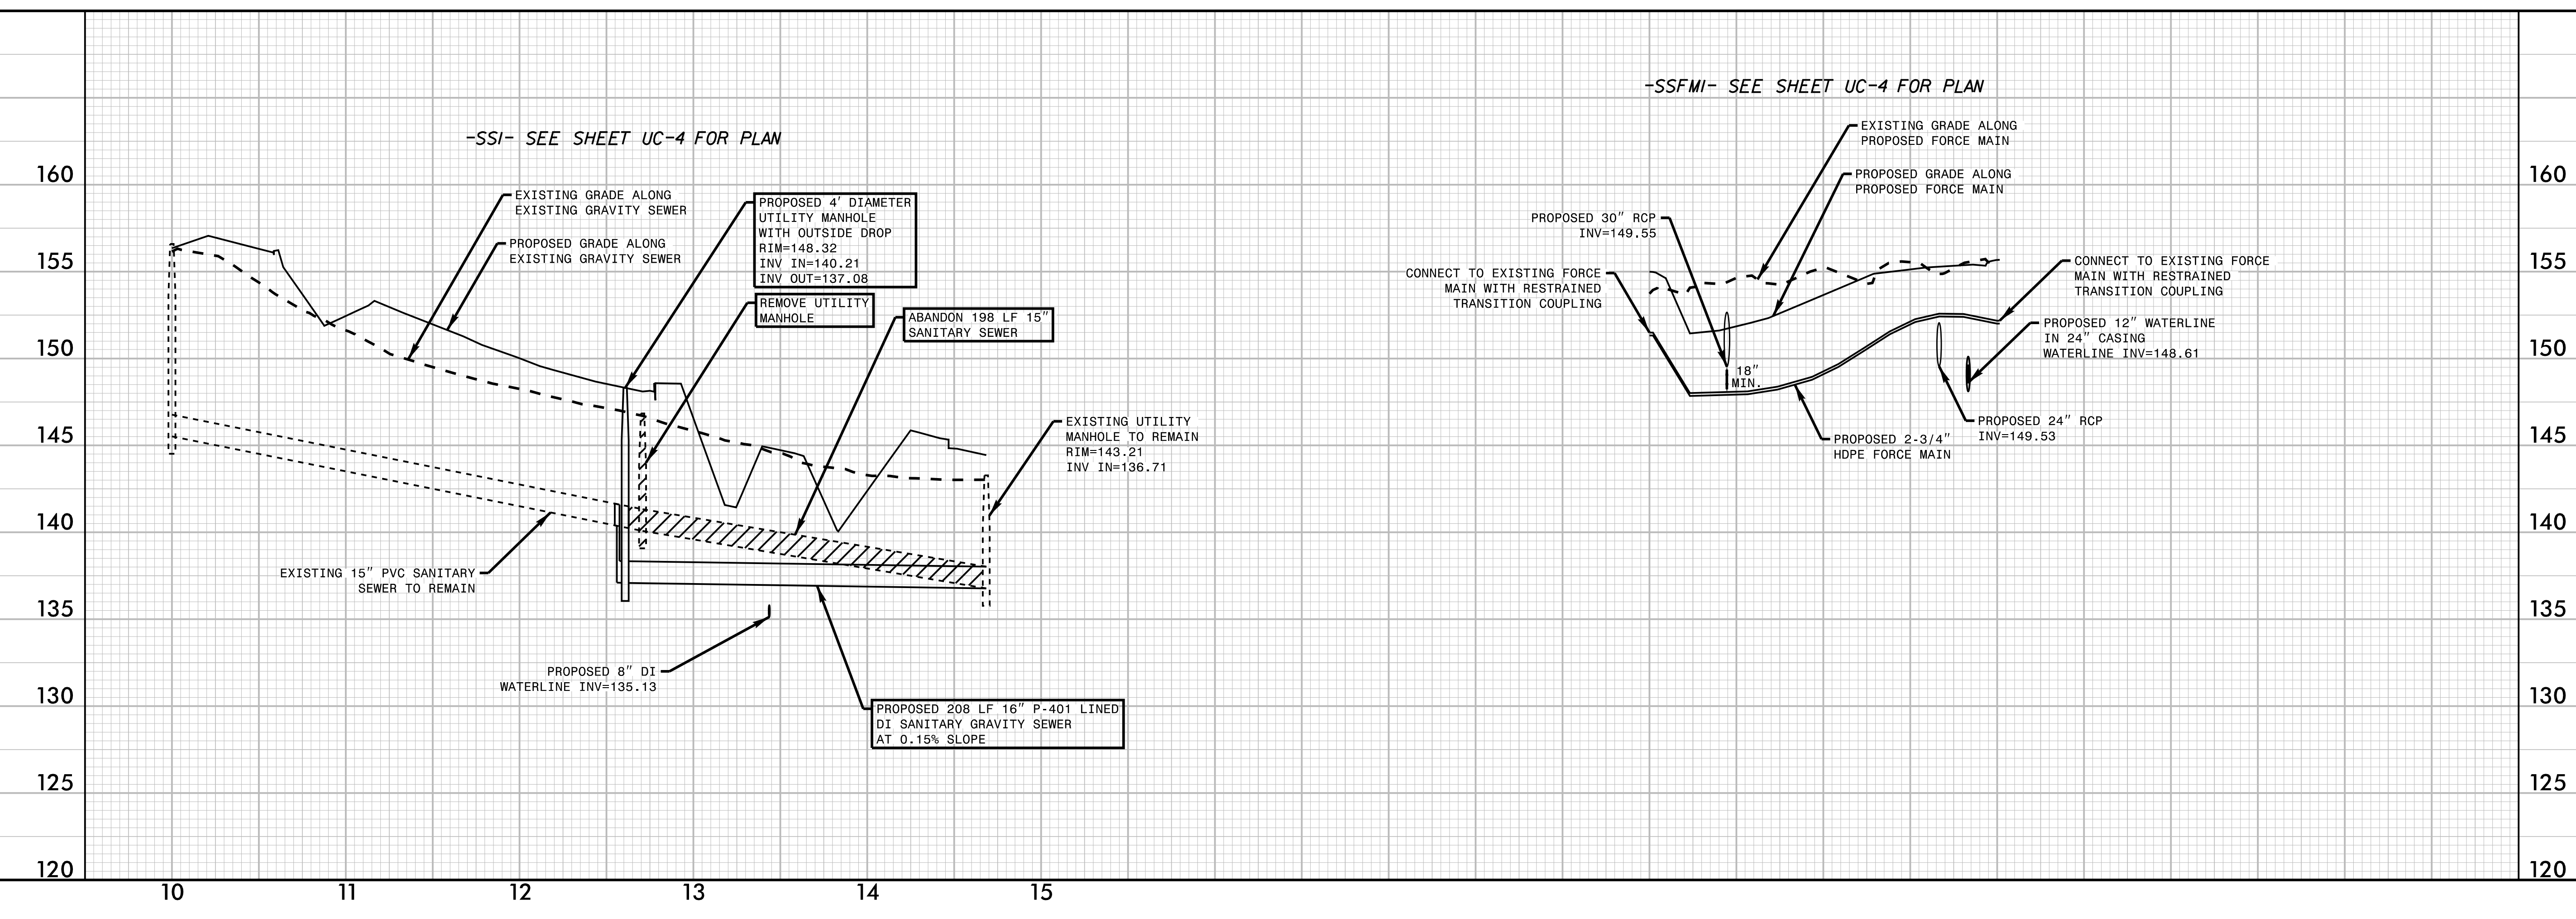 -SSFM1- SEE SHEET UC-4 FOR PLAN
-SS1- SEE SHEET UC-4 FOR PLAN
EXISTING GRADE ALONG
EXISTING GRAVITY SEWER
PROPOSED GRADE ALONG
EXISTING GRAVITY SEWER
PROPOSED 4' DIAMETER
UTILITY MANHOLE
WITH OUTSIDE DROP
RIM=148.32
INV IN=140.21
INV OUT=137.08
REMOVE UTILITY
MANHOLE
ABANDON 198 LF 15"
SANITARY SEWER
EXISTING UTILITY
MANHOLE TO REMAIN
RIM=143.21
INV IN=136.71
EXISTING 15" PVC SANITARY
SEWER TO REMAIN
PROPOSED 8" DI
WATERLINE INV=135.13
PROPOSED 208 LF 16" P-401 LINED
DI SANITARY GRAVITY SEWER
AT 0.15% SLOPE
EXISTING GRADE ALONG
PROPOSED FORCE MAIN
PROPOSED GRADE ALONG
PROPOSED FORCE MAIN
PROPOSED 30" RCP
INV=149.55
CONNECT TO EXISTING FORCE
MAIN WITH RESTRAINED
TRANSITION COUPLING
CONNECT TO EXISTING FORCE
MAIN WITH RESTRAINED
TRANSITION COUPLING
PROPOSED 12" WATERLINE
IN 24" CASING
WATERLINE INV=148.61
18"
MIN.
PROPOSED 24" RCP
INV=149.53
PROPOSED 2-3/4"
HDPE FORCE MAIN
160
155
150
145
140
135
130
125
120
160
155
150
145
140
135
130
125
120
10 11 12 13 14 15